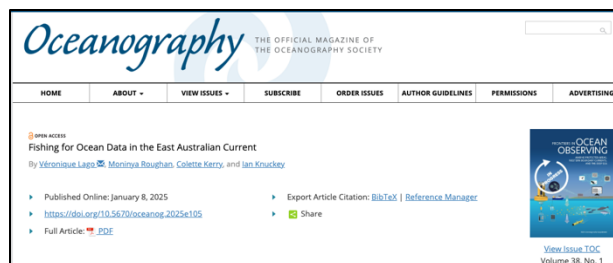 Oceanography
THE OFFICIAL MAGAZINE OF
THE OCEANOGRAPHY SOCIETY
HOME
ABOUT
VIEW ISSUES
SUBSCRIBE
ORDER ISSUES
AUTHOR GUIDELINES
PERMISSIONS
ADVERTISING
OPEN ACCESS
Fishing for Ocean Data in the East Australian Current
By Véronique Lago, Moninya Roughan, Colette Kerry, and Ian Knuckey
Published Online: January 8, 2025
https://doi.org/10.5670/oceanog.2025e105
Full Article: PDF
Export Article Citation: BibTeX | Reference Manager
Share
FRONTIERS IN OCEAN
OBSERVING
View Issue TOC
Volume 38, No. 1